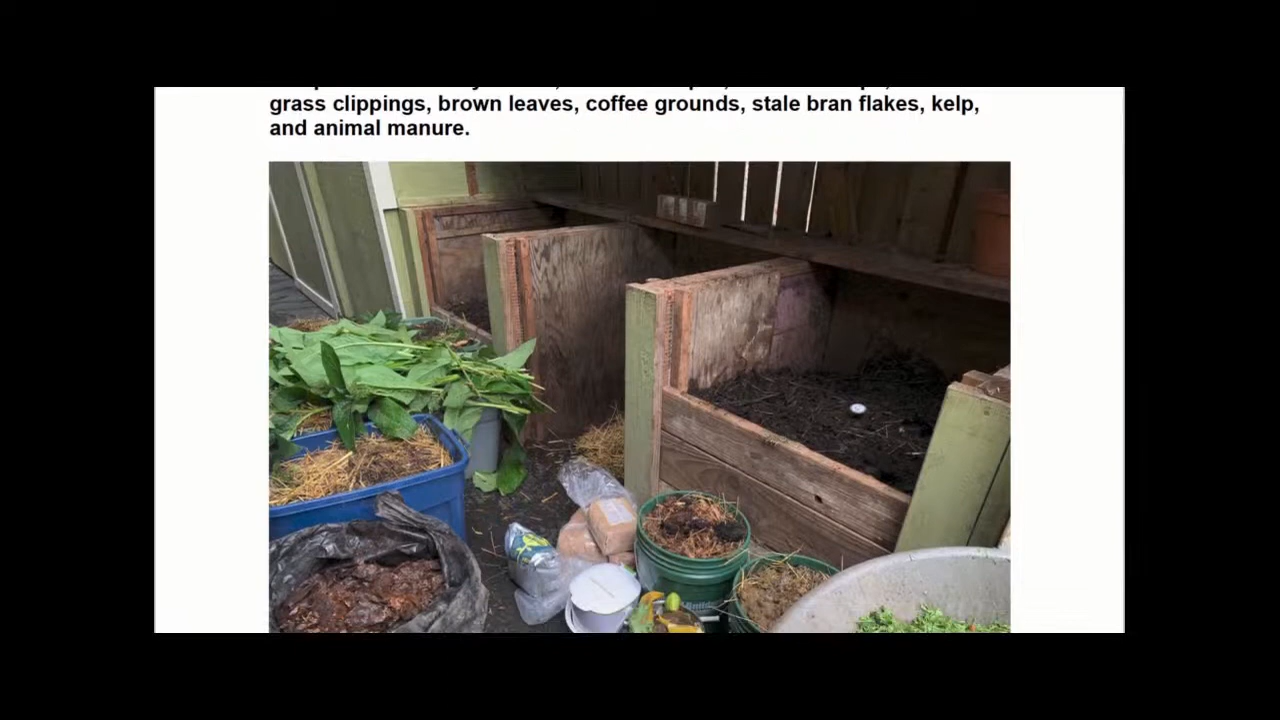 grass clippings, brown leaves, coffee grounds, stale bran flakes, kelp,
and animal manure.